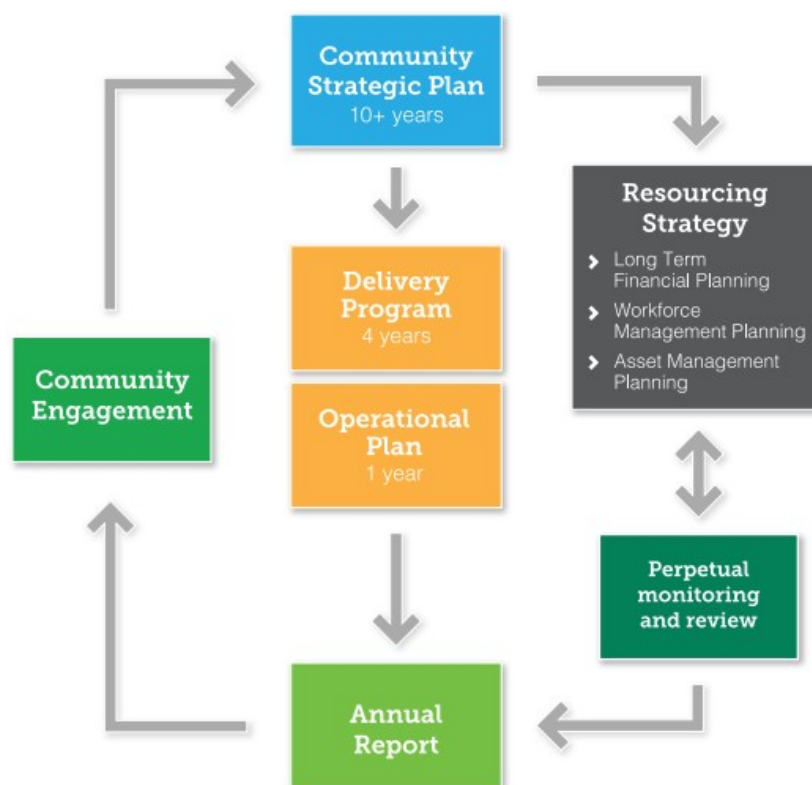 Community
Strategic Plan
10+ years
Resourcing
Strategy
Long Term
Financial Planning
Workforce
Management Planning
Asset Management
Planning
Delivery
Program
4 years
Community
Engagement
Operational
Plan
1 year
Perpetual
monitoring
and review
Annual
Report